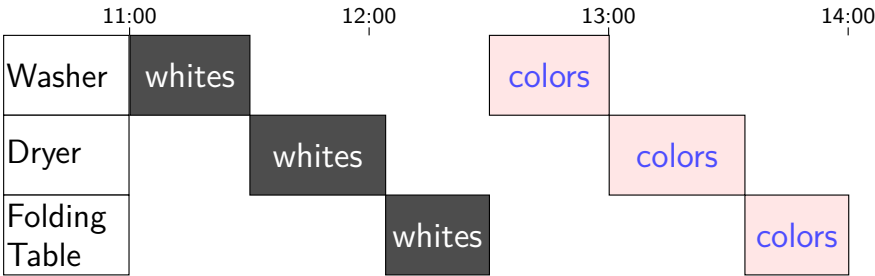 11:00 12:00 13:00 14:00
Washer whites colors
Dryer whites colors
Folding
Table whites colors